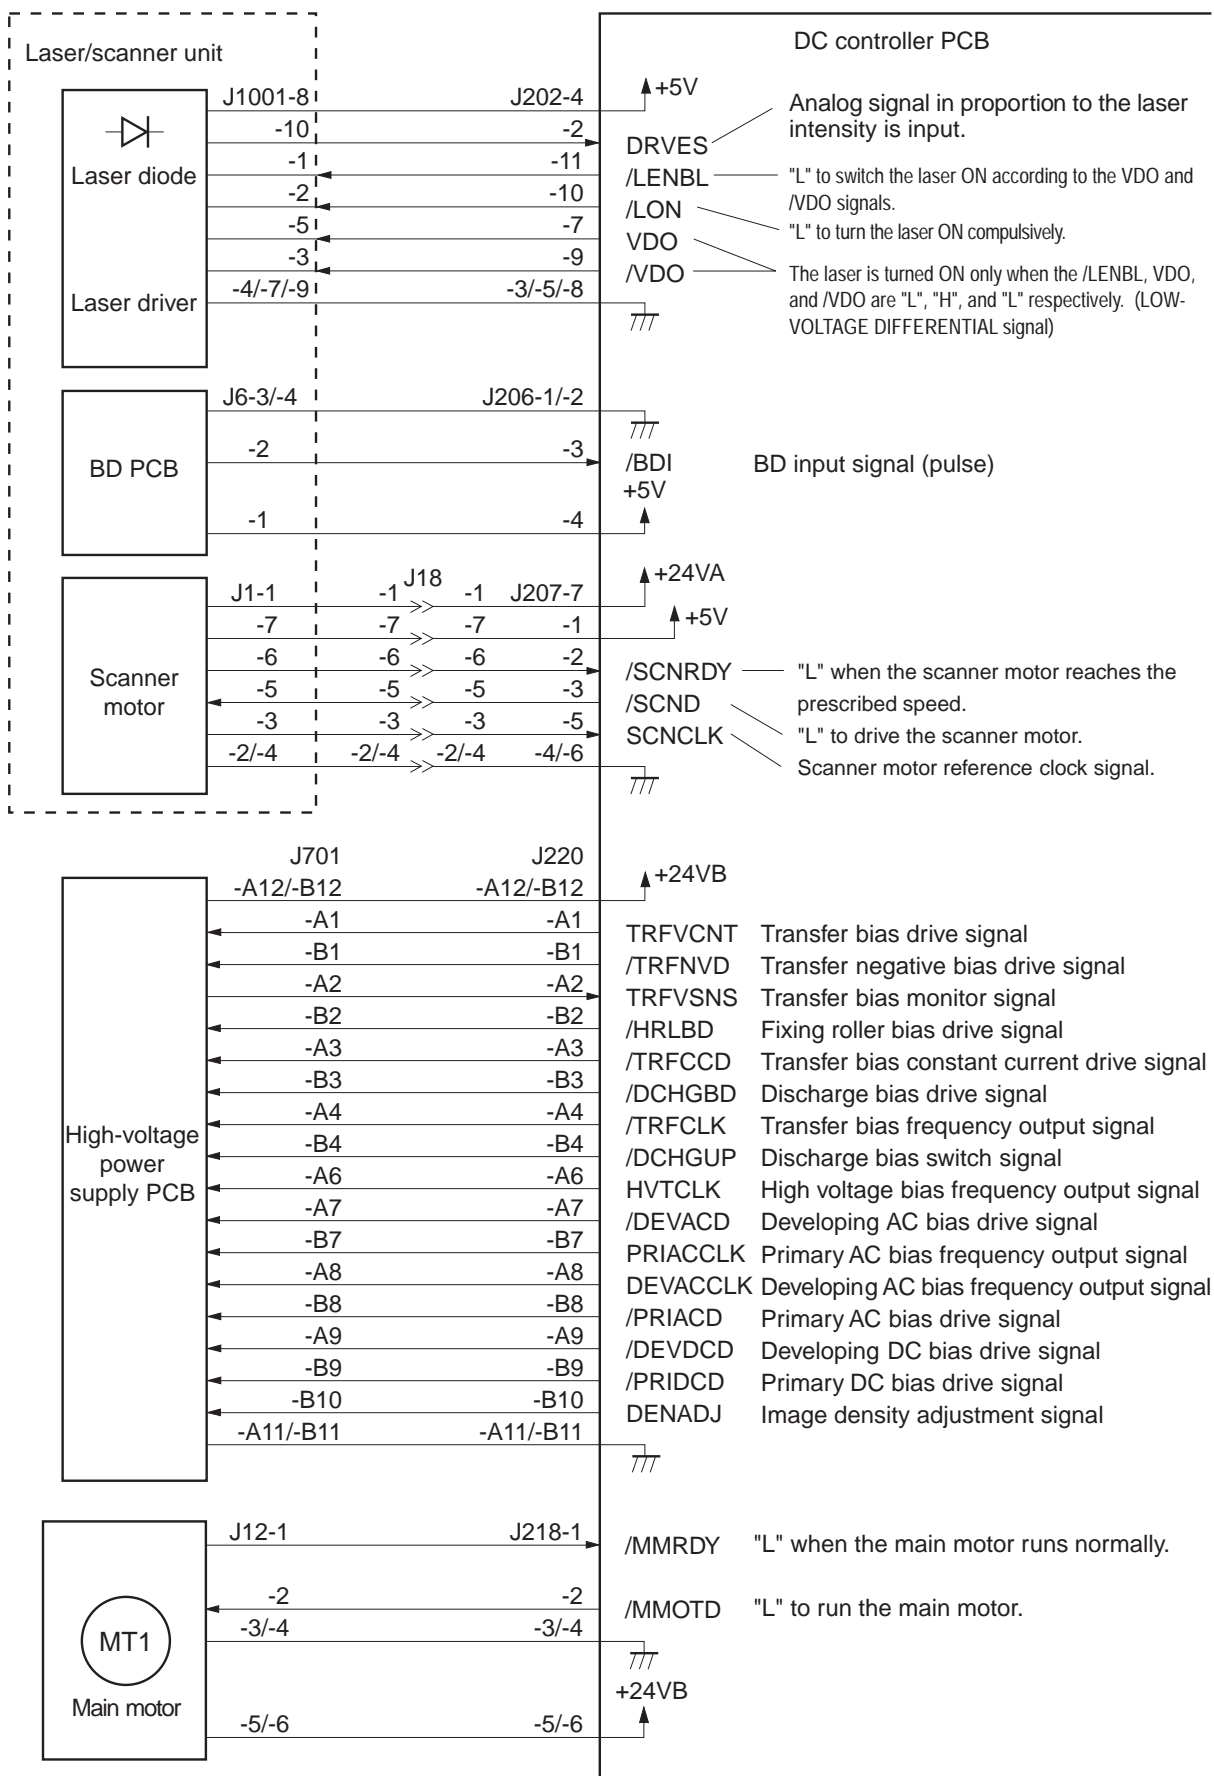 Laser/scanner unit
DC controller PCB
J1001-8 J202-4 +5V
-10 -2 DRVES Analog signal in proportion to the laser
intensity is input.
Laser diode
-1 -11 /LENBL "L" to switch the laser ON according to the VDO and
/VDO signals.
-2 -10 /LON "L" to turn the laser ON compulsively.
-5 -7 VDO
-3 -9 /VDO The laser is turned ON only when the /LENBL, VDO,
and /VDO are "L", "H", and "L" respectively. (LOW-
VOLTAGE DIFFERENTIAL signal)
Laser driver
-4/-7/-9 -3/-5/-8
BD PCB
J6-3/-4 J206-1/-2
-2 -3 /BDI BD input signal (pulse)
+5V
-1 -4
Scanner
motor
J18
J1-1 -1 -1 J207-7 +24VA
-7 -7 -7 -1 +5V
-6 -6 -6 -2 /SCNRDY "L" when the scanner motor reaches the
prescribed speed.
-5 -5 -5 -3 /SCND "L" to drive the scanner motor.
-3 -3 -3 -5 SCNCLK Scanner motor reference clock signal.
-2/-4 -2/-4 -2/-4 -4/-6
High-voltage
power
supply PCB
J701 J220
-A12/-B12 -A12/-B12 +24VB
-A1 -A1 TRFVCNT Transfer bias drive signal
-B1 -B1 /TRFNVD Transfer negative bias drive signal
-A2 -A2 TRFVSNS Transfer bias monitor signal
-B2 -B2 /HRLBD Fixing roller bias drive signal
-A3 -A3 /TRFCCD Transfer bias constant current drive signal
-B3 -B3 /DCHGBD Discharge bias drive signal
-A4 -A4 /TRFCLK Transfer bias frequency output signal
-B4 -B4 /DCHGUP Discharge bias switch signal
-A6 -A6 HVTCLK High voltage bias frequency output signal
-A7 -A7 /DEVACD Developing AC bias drive signal
-B7 -B7 PRIACCLK Primary AC bias frequency output signal
-A8 -A8 DEVACCLK Developing AC bias frequency output signal
-B8 -B8 /PRIACD Primary AC bias drive signal
-A9 -A9 /DEVDCD Developing DC bias drive signal
-B9 -B9 /PRIDCD Primary DC bias drive signal
-B10 -B10 DENADJ Image density adjustment signal
-A11/-B11 -A11/-B11
MT1
Main motor
J12-1 J218-1 /MMRDY "L" when the main motor runs normally.
-2 -2 /MMOTD "L" to run the main motor.
-3/-4 -3/-4
+24VB
-5/-6 -5/-6